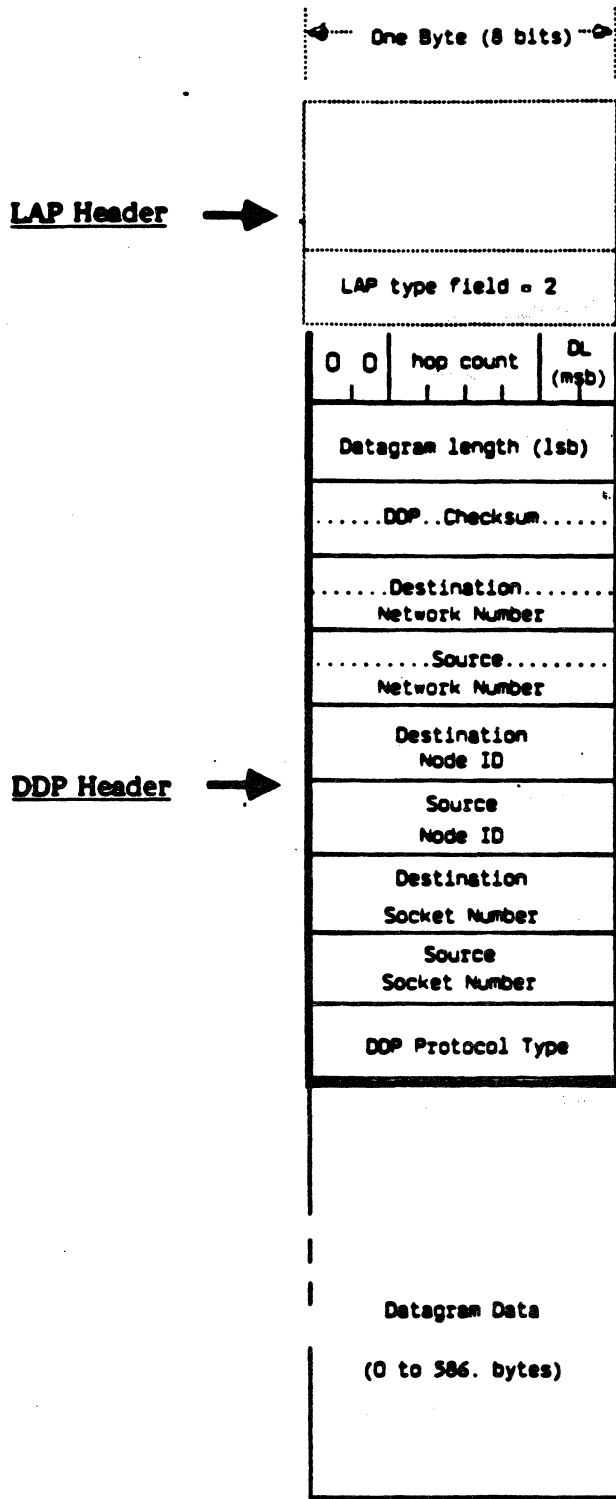 One Byte (8 bits)
LAP Header
LAP type field = 2
0 0 hop count DL
(msb)
Datagram length (lsb)
......DDP..Checksum......
.......Destination........
Network Number
..........Source.........
Network Number
DDP Header
Destination
Node ID
Source
Node ID
Destination
Socket Number
Source
Socket Number
DDP Protocol Type
Datagram Data
(0 to 586. bytes)